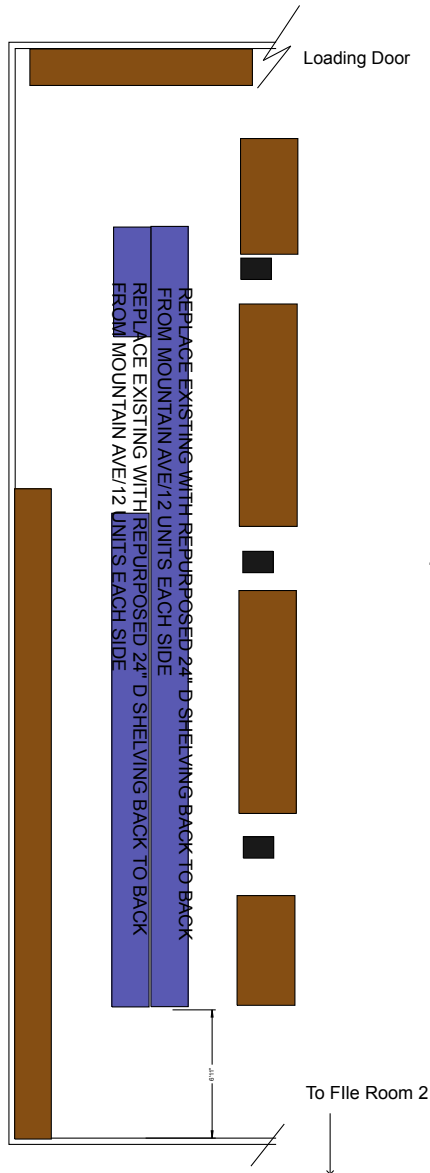 Loading Door
REPLACE EXISTING WITH REPURPOSED 24" D SHELVING BACK TO BACK
FROM MOUNTAIN AVE/12 UNITS EACH SIDE
REPLACE EXISTING WITH REPURPOSED 24" D SHELVING BACK TO BACK
FROM MOUNTAIN AVE/12 UNITS EACH SIDE
To FIle Room 2